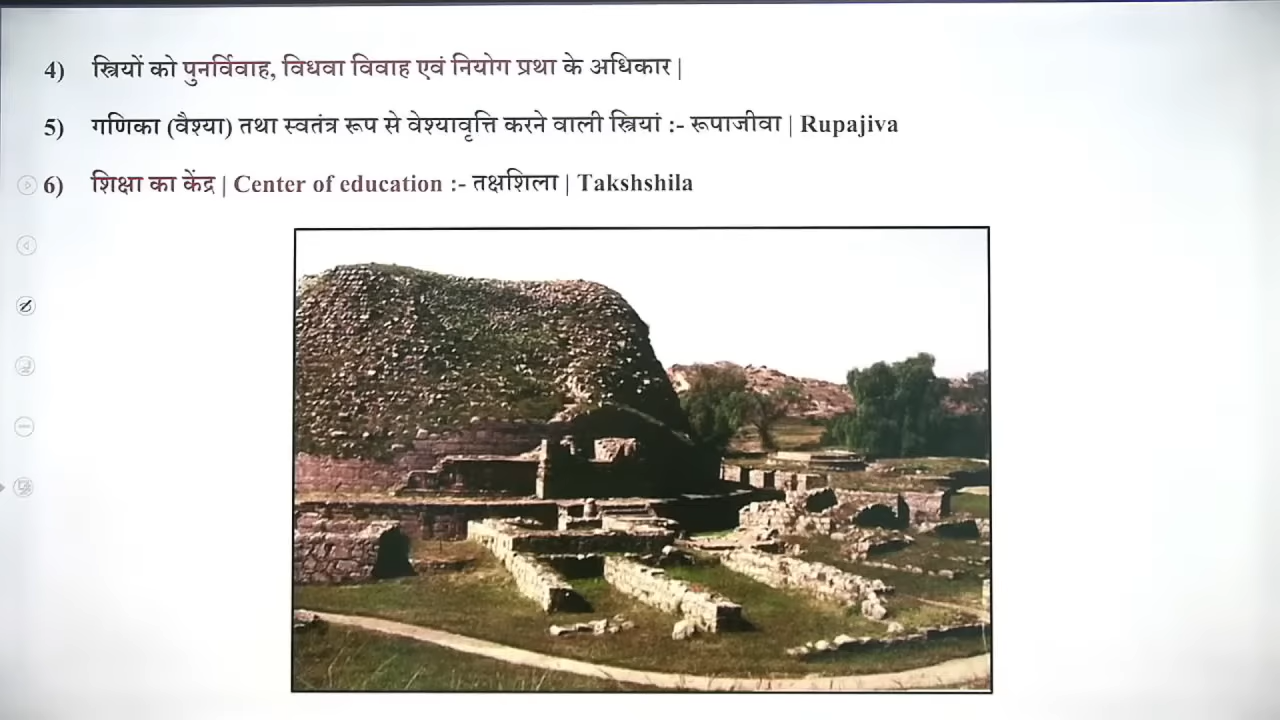 4) स्त्रियों को पुनर्विवाह, विधवा विवाह एवं नियोग प्रथा के अधिकार |
5) गणिका (वैश्या) तथा स्वतंत्र रूप से वेश्यावृत्ति करने वाली स्त्रियां :- रूपाजीवा | Rupajiva
6) शिक्षा का केंद्र | Center of education :- तक्षशिला | Takshshila